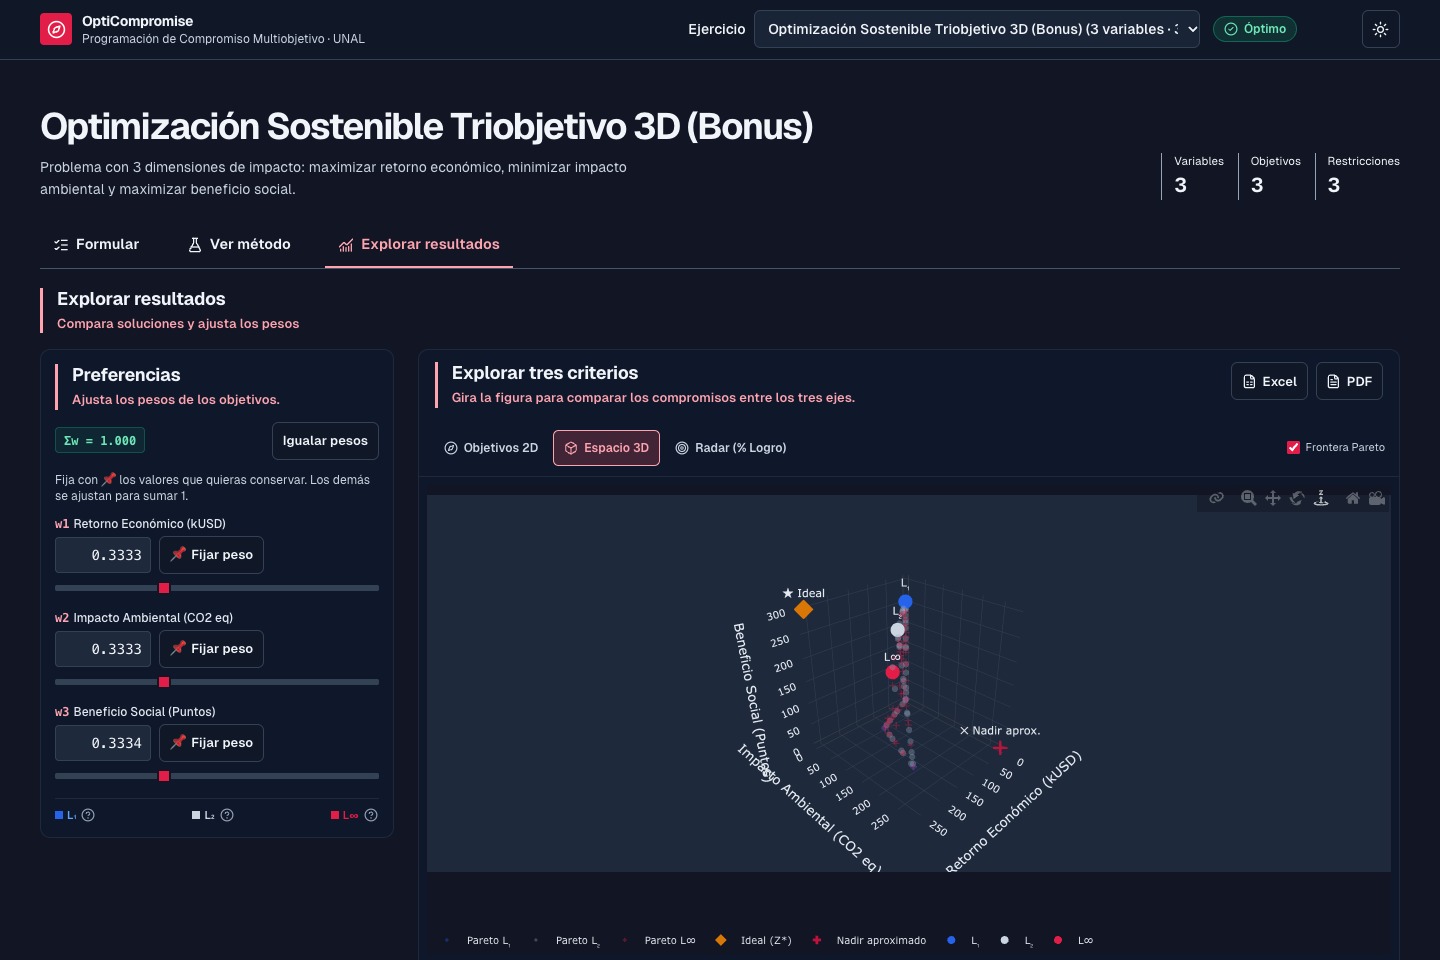 OptiCompromise
Programación de Compromiso Multiobjetivo · UNAL
Ejercicio
Optimización Sostenible Triobjetivo 3D (Bonus) (3 variables ·
Óptimo
Optimización Sostenible Triobjetivo 3D (Bonus)
Problema con 3 dimensiones de impacto: maximizar retorno económico, minimizar impacto
ambiental y maximizar beneficio social.
Variables
3
Objetivos
3
Restricciones
3
Formular
Ver método
Explorar resultados
Explorar resultados
Compara soluciones y ajusta los pesos
Preferencias
Ajusta los pesos de los objetivos.
Σw = 1.000
Igualar pesos
Fija con 📌 los valores que quieras conservar. Los demás
se ajustan para sumar 1.
w1 Retorno Económico (kUSD)
0.3333
📌 Fijar peso
w2 Impacto Ambiental (CO2 eq)
0.3333
📌 Fijar peso
w3 Beneficio Social (Puntos)
0.3334
📌 Fijar peso
L₁
L₂
L∞
Explorar tres criterios
Gira la figura para comparar los compromisos entre los tres ejes.
Excel
PDF
Objetivos 2D
Espacio 3D
Radar (% Logro)
Frontera Pareto
★ Ideal
L₁
L₂
L∞
× Nadir aprox.
Beneficio Social (Puntos)
300
250
200
150
100
50
0
Impacto Ambiental (CO2 eq)
0
50
100
150
200
250
Retorno Económico (kUSD)
0
50
100
150
200
250
Pareto L₁
Pareto L₂
Pareto L∞
Ideal (Z*)
Nadir aproximado
L₁
L₂
L∞